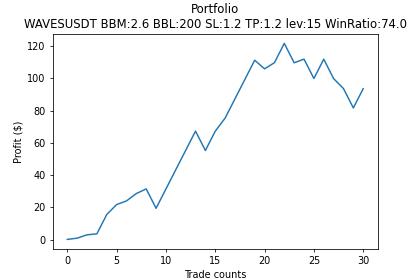 Portfolio
WAVESUSDT BBM:2.6 BBL:200 SL:1.2 TP:1.2 lev:15 WinRatio:74.0
120
100
80
60
40
20
0
Profit ($)
0 5 10 15 20 25 30
Trade counts